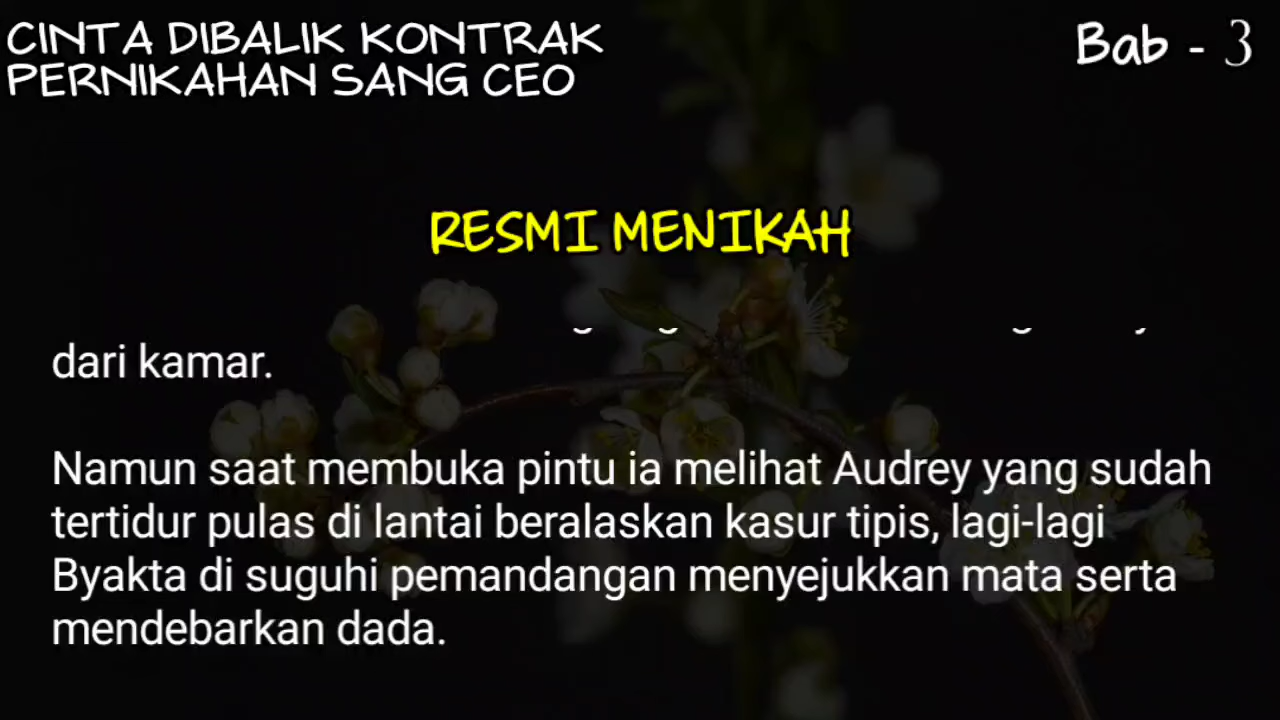 CINTA DIBALIK KONTRAK
PERNIKAHAN SANG CEO
Bab - 3
RESMI MENIKAH
dari kamar.
Namun saat membuka pintu ia melihat Audrey yang sudah
tertidur pulas di lantai beralaskan kasur tipis, lagi-lagi
Byakta di suguhi pemandangan menyejukkan mata serta
mendebarkan dada.